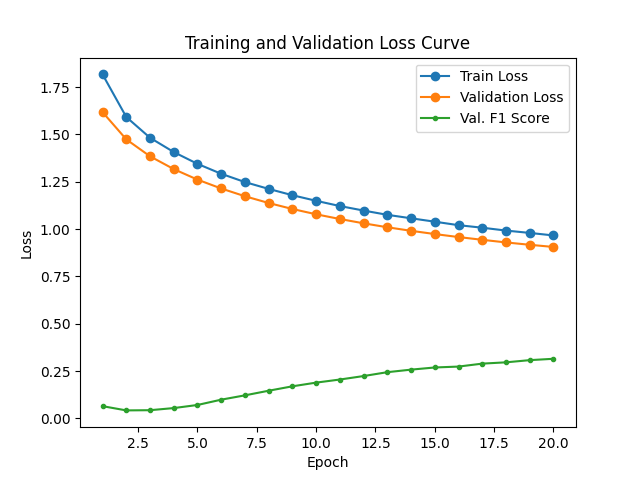 Training and Validation Loss Curve
Train Loss
Validation Loss
Val. F1 Score
1.75
1.50
1.25
1.00
0.75
0.50
0.25
0.00
Loss
2.5 5.0 7.5 10.0 12.5 15.0 17.5 20.0
Epoch